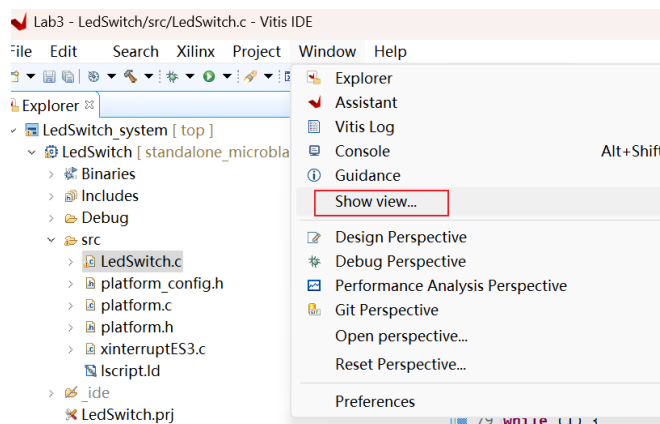 Lab3 - LedSwitch/src/LedSwitch.c - Vitis IDE
File Edit Search Xilinx Project Window Help
Explorer
LedSwitch_system [ top ]
LedSwitch [ standalone_microbla
Binaries
Includes
Debug
src
LedSwitch.c
platform_config.h
platform.c
platform.h
xinterruptES3.c
lscript.ld
_ide
LedSwitch.prj
Explorer
Assistant
Vitis Log
Console Alt+Shift
Guidance
Show view...
Design Perspective
Debug Perspective
Performance Analysis Perspective
Git Perspective
Open perspective...
Reset Perspective...
Preferences
79 while (1) {